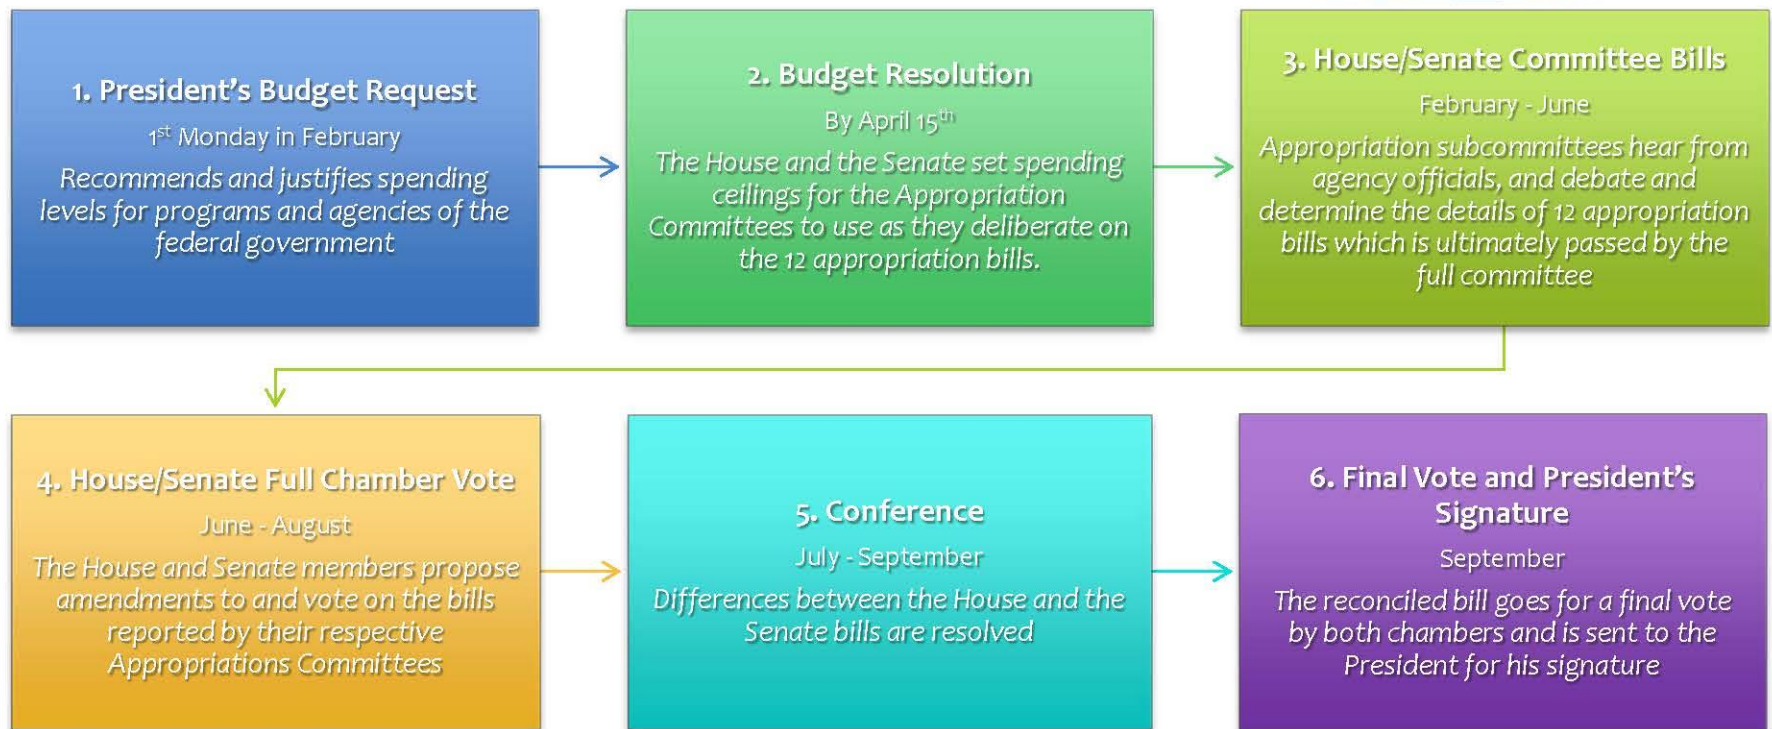 1. President's Budget Request
1st Monday in February
Recommends and justifies spending
levels for programs and agencies of the
federal government
2. Budget Resolution
By April 15th
The House and the Senate set spending
ceilings for the Appropriation
Committees to use as they deliberate on
the 12 appropriation bills.
3. House/Senate Committee Bills
February - June
Appropriation subcommittees hear from
agency officials, and debate and
determine the details of 12 appropriation
bills which is ultimately passed by the
full committee
4. House/Senate Full Chamber Vote
June - August
The House and Senate members propose
amendments to and vote on the bills
reported by their respective
Appropriations Committees
5. Conference
July - September
Differences between the House and the
Senate bills are resolved
6. Final Vote and President's
Signature
September
The reconciled bill goes for a final vote
by both chambers and is sent to the
President for his signature